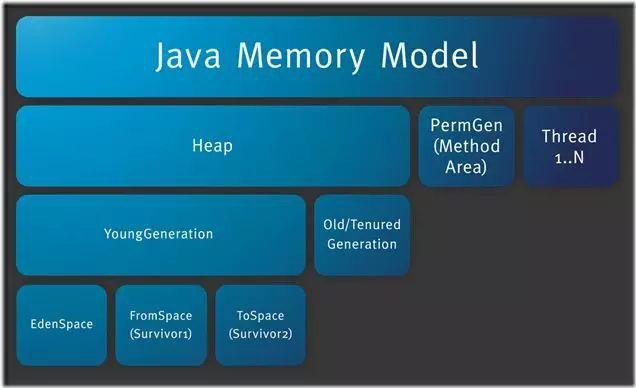 Java Memory Model
Heap
PermGen
(Method
Area)
Thread
1..N
YoungGeneration
Old/Tenured
Generation
EdenSpace
FromSpace
(Survivor1)
ToSpace
(Survivor2)